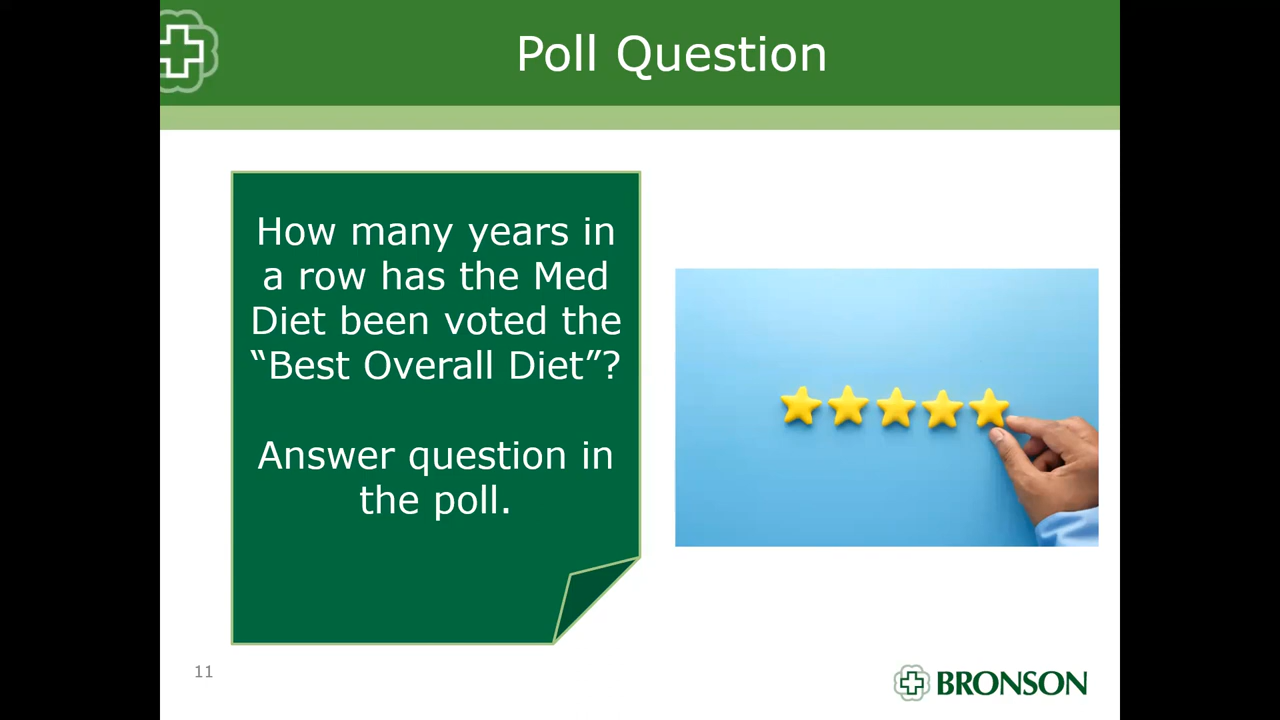 Poll Question
How many years in
a row has the Med
Diet been voted the
“Best Overall Diet”?
Answer question in
the poll.
11
BRONSON